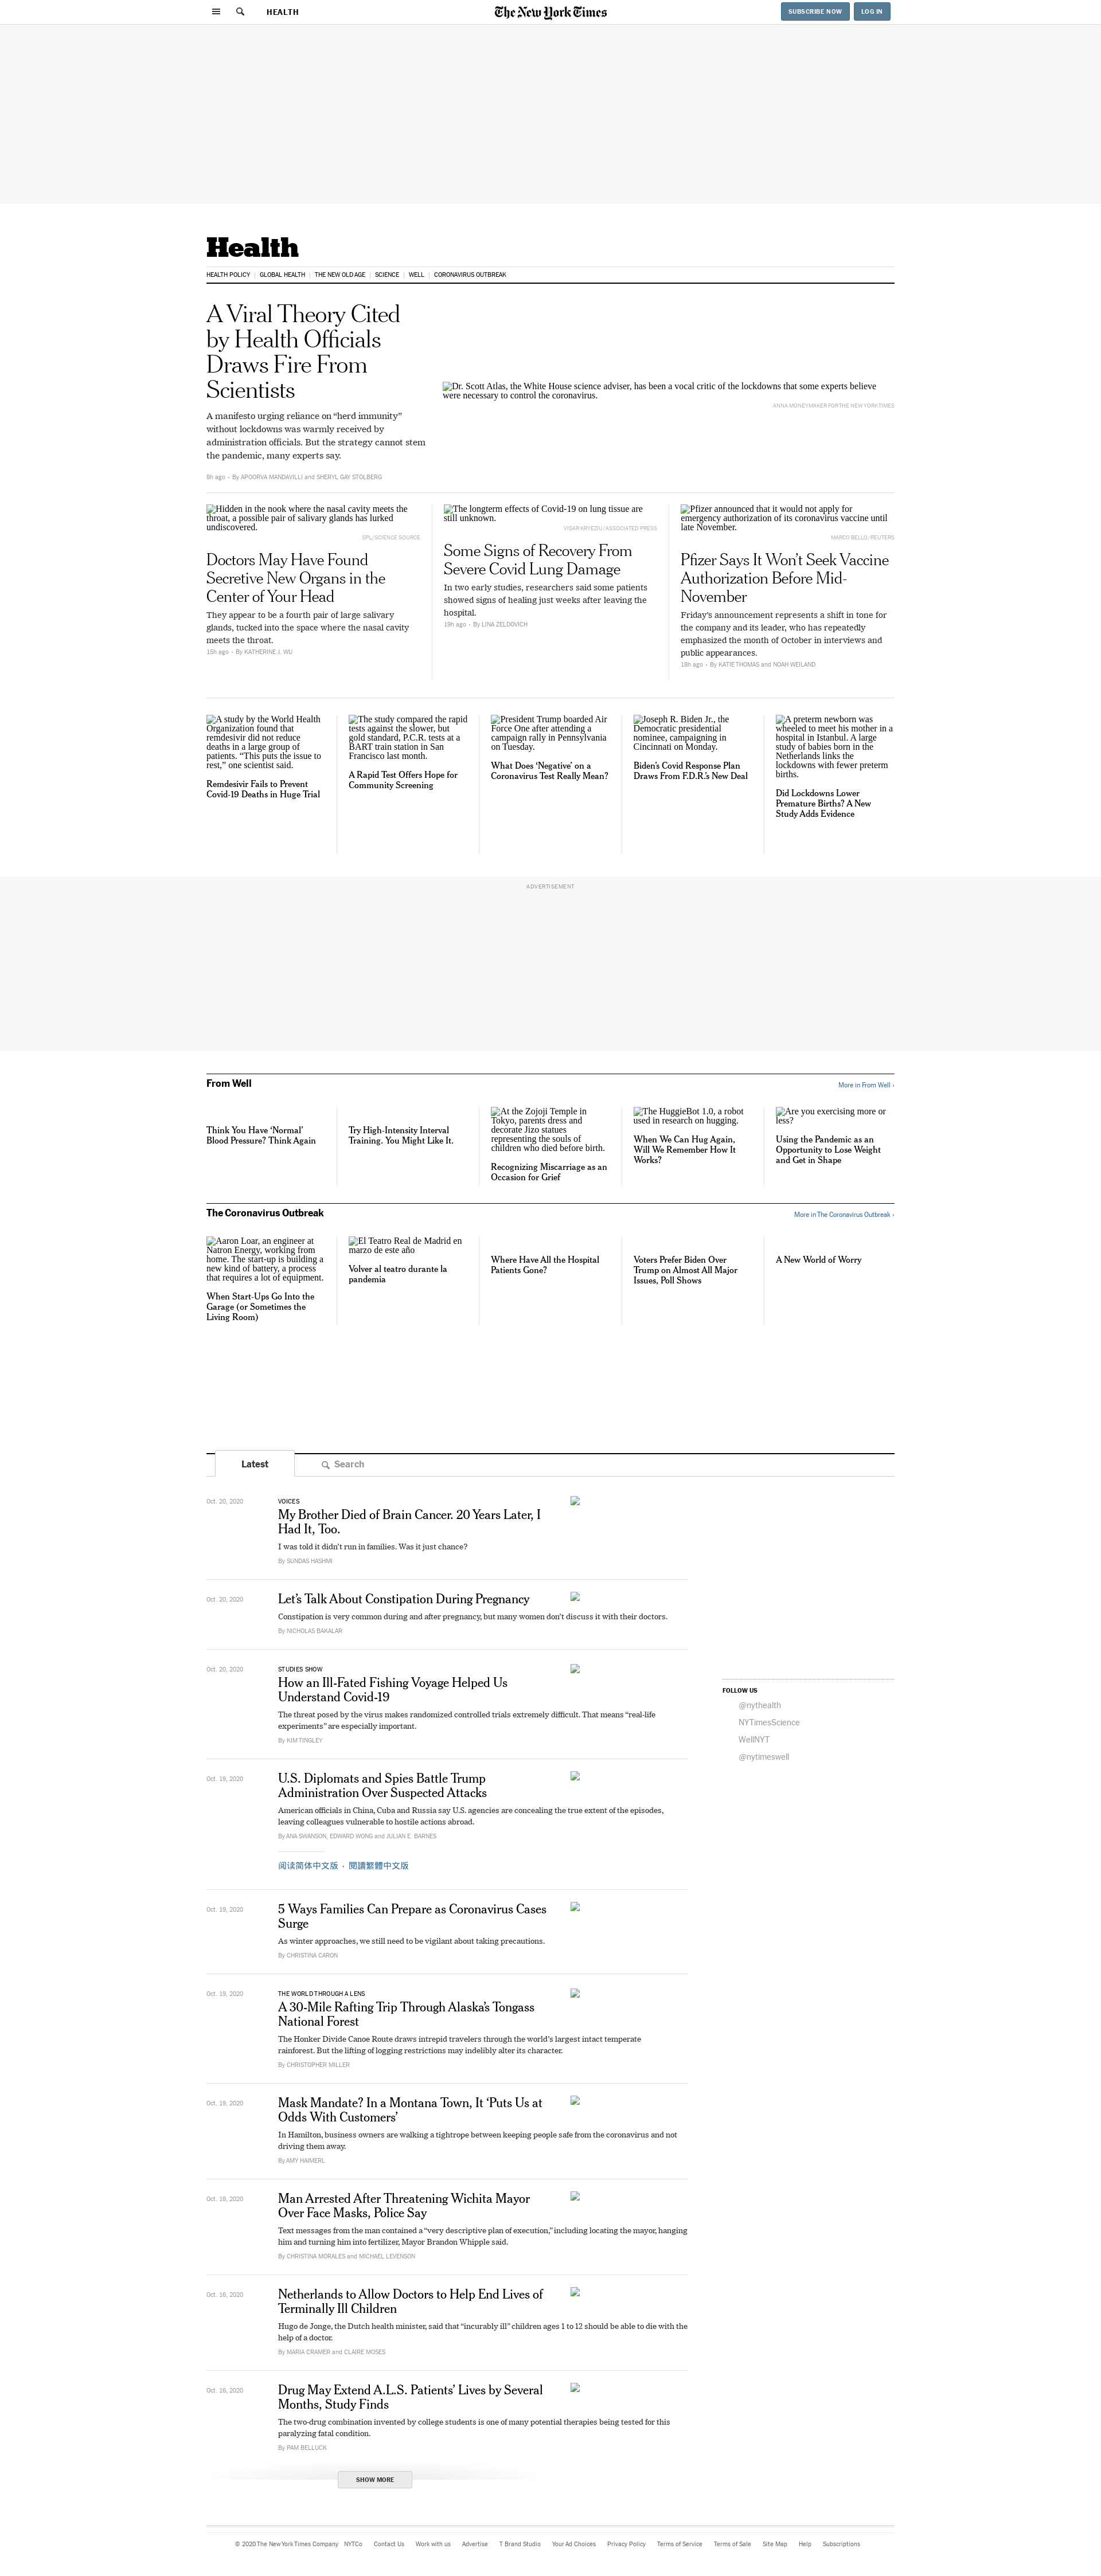 HEALTH
The New York Times
SUBSCRIBE NOW
LOG IN
Health
HEALTH POLICY | GLOBAL HEALTH | THE NEW OLD AGE | SCIENCE | WELL | CORONAVIRUS OUTBREAK
A Viral Theory Cited
by Health Officials
Draws Fire From
Scientists
A manifesto urging reliance on “herd immunity”
without lockdowns was warmly received by
administration officials. But the strategy cannot stem
the pandemic, many experts say.
8h ago • By APOORVA MANDAVILLI and SHERYL GAY STOLBERG
Dr. Scott Atlas, the White House science adviser, has been a vocal critic of the lockdowns that some experts believe
were necessary to control the coronavirus.
ANNA MONEYMAKER FOR THE NEW YORK TIMES
Hidden in the nook where the nasal cavity meets the
throat, a possible pair of salivary glands has lurked
undiscovered.
SPL/SCIENCE SOURCE
Doctors May Have Found
Secretive New Organs in the
Center of Your Head
They appear to be a fourth pair of large salivary
glands, tucked into the space where the nasal cavity
meets the throat.
15h ago • By KATHERINE J. WU
The longterm effects of Covid-19 on lung tissue are
still unknown.
VISAR KRYEZIU/ASSOCIATED PRESS
Some Signs of Recovery From
Severe Covid Lung Damage
In two early studies, researchers said some patients
showed signs of healing just weeks after leaving the
hospital.
19h ago • By LINA ZELDOVICH
Pfizer announced that it would not apply for
emergency authorization of its coronavirus vaccine until
late November.
MARCO BELLO/REUTERS
Pfizer Says It Won’t Seek Vaccine
Authorization Before Mid-
November
Friday’s announcement represents a shift in tone for
the company and its leader, who has repeatedly
emphasized the month of October in interviews and
public appearances.
18h ago • By KATIE THOMAS and NOAH WEILAND
A study by the World Health
Organization found that
remdesivir did not reduce
deaths in a large group of
patients. “This puts the issue to
rest,” one scientist said.
Remdesivir Fails to Prevent
Covid-19 Deaths in Huge Trial
The study compared the rapid
tests against the slower, but
gold standard, P.C.R. tests at a
BART train station in San
Francisco last month.
A Rapid Test Offers Hope for
Community Screening
President Trump boarded Air
Force One after attending a
campaign rally in Pennsylvania
on Tuesday.
What Does ‘Negative’ on a
Coronavirus Test Really Mean?
Joseph R. Biden Jr., the
Democratic presidential
nominee, campaigning in
Cincinnati on Monday.
Biden’s Covid Response Plan
Draws From F.D.R.’s New Deal
A preterm newborn was
wheeled to meet his mother in a
hospital in Istanbul. A large
study of babies born in the
Netherlands links the
lockdowns with fewer preterm
births.
Did Lockdowns Lower
Premature Births? A New
Study Adds Evidence
ADVERTISEMENT
From Well
More in From Well ›
Think You Have ‘Normal’
Blood Pressure? Think Again
Try High-Intensity Interval
Training. You Might Like It.
At the Zojoji Temple in
Tokyo, parents dress and
decorate Jizo statues
representing the souls of
children who died before birth.
Recognizing Miscarriage as an
Occasion for Grief
The HuggieBot 1.0, a robot
used in research on hugging.
When We Can Hug Again,
Will We Remember How It
Works?
Are you exercising more or
less?
Using the Pandemic as an
Opportunity to Lose Weight
and Get in Shape
The Coronavirus Outbreak
More in The Coronavirus Outbreak ›
Aaron Loar, an engineer at
Natron Energy, working from
home. The start-up is building a
new kind of battery, a process
that requires a lot of equipment.
When Start-Ups Go Into the
Garage (or Sometimes the
Living Room)
El Teatro Real de Madrid en
marzo de este año
Volver al teatro durante la
pandemia
Where Have All the Hospital
Patients Gone?
Voters Prefer Biden Over
Trump on Almost All Major
Issues, Poll Shows
A New World of Worry
Latest
Search
Oct. 20, 2020
VOICES
My Brother Died of Brain Cancer. 20 Years Later, I
Had It, Too.
I was told it didn’t run in families. Was it just chance?
By SUNDAS HASHMI
Oct. 20, 2020
Let’s Talk About Constipation During Pregnancy
Constipation is very common during and after pregnancy, but many women don’t discuss it with their doctors.
By NICHOLAS BAKALAR
Oct. 20, 2020
STUDIES SHOW
How an Ill-Fated Fishing Voyage Helped Us
Understand Covid-19
The threat posed by the virus makes randomized controlled trials extremely difficult. That means “real-life
experiments” are especially important.
By KIM TINGLEY
FOLLOW US
@nythealth
NYTimesScience
WellNYT
@nytimeswell
Oct. 19, 2020
U.S. Diplomats and Spies Battle Trump
Administration Over Suspected Attacks
American officials in China, Cuba and Russia say U.S. agencies are concealing the true extent of the episodes,
leaving colleagues vulnerable to hostile actions abroad.
By ANA SWANSON, EDWARD WONG and JULIAN E. BARNES
阅读简体中文版 • 閱讀繁體中文版
Oct. 19, 2020
5 Ways Families Can Prepare as Coronavirus Cases
Surge
As winter approaches, we still need to be vigilant about taking precautions.
By CHRISTINA CARON
Oct. 19, 2020
THE WORLD THROUGH A LENS
A 30-Mile Rafting Trip Through Alaska’s Tongass
National Forest
The Honker Divide Canoe Route draws intrepid travelers through the world’s largest intact temperate
rainforest. But the lifting of logging restrictions may indelibly alter its character.
By CHRISTOPHER MILLER
Oct. 19, 2020
Mask Mandate? In a Montana Town, It ‘Puts Us at
Odds With Customers’
In Hamilton, business owners are walking a tightrope between keeping people safe from the coronavirus and not
driving them away.
By AMY HAIMERL
Oct. 18, 2020
Man Arrested After Threatening Wichita Mayor
Over Face Masks, Police Say
Text messages from the man contained a “very descriptive plan of execution,” including locating the mayor, hanging
him and turning him into fertilizer, Mayor Brandon Whipple said.
By CHRISTINA MORALES and MICHAEL LEVENSON
Oct. 16, 2020
Netherlands to Allow Doctors to Help End Lives of
Terminally Ill Children
Hugo de Jonge, the Dutch health minister, said that “incurably ill” children ages 1 to 12 should be able to die with the
help of a doctor.
By MARIA CRAMER and CLAIRE MOSES
Oct. 16, 2020
Drug May Extend A.L.S. Patients’ Lives by Several
Months, Study Finds
The two-drug combination invented by college students is one of many potential therapies being tested for this
paralyzing fatal condition.
By PAM BELLUCK
SHOW MORE
© 2020 The New York Times Company NYTCo Contact Us Work with us Advertise T Brand Studio Your Ad Choices Privacy Policy Terms of Service Terms of Sale Site Map Help Subscriptions